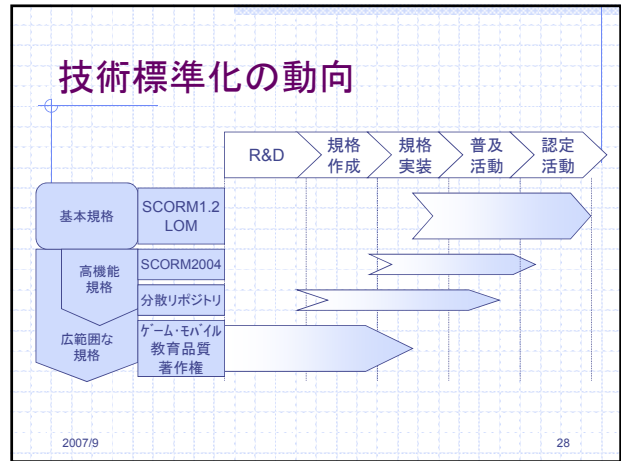 技術標準化の動向
R&D
規格
作成
規格
実装
普及
活動
認定
活動
基本規格
SCORM1.2
LOM
高機能
規格
SCORM2004
分散リポジトリ
広範囲な
規格
ｹﾞｰﾑ・ﾓﾊﾞｲﾙ
教育品質
著作権
2007/9
28